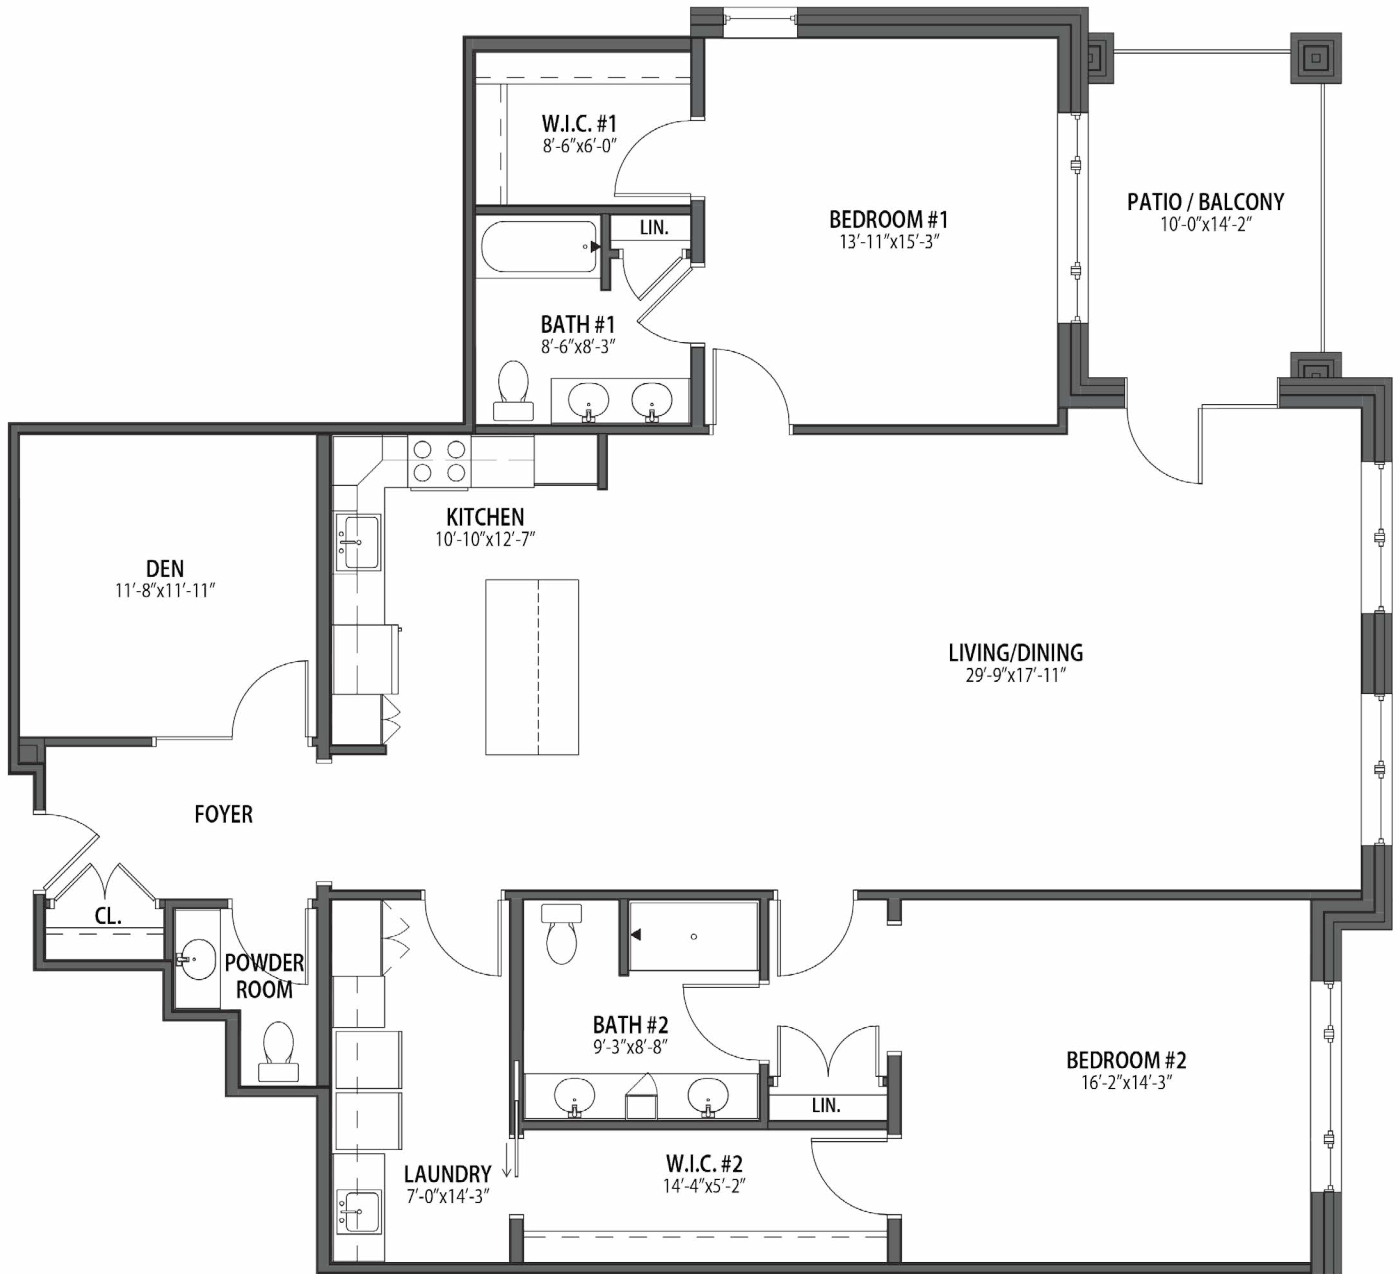 W.I.C. #1
8'-6"x6'-0"
LIN.
BEDROOM #1
13'-11"x15'-3"
PATIO / BALCONY
10'-0"x14'-2"
BATH #1
8'-6"x8'-3"
KITCHEN
10'-10"x12'-7"
DEN
11'-8"x11'-11"
LIVING/DINING
29'-9"x17'-11"
FOYER
CL.
POWDER
ROOM
BATH #2
9'-3"x8'-8"
BEDROOM #2
16'-2"x14'-3"
LIN.
LAUNDRY
7'-0"x14'-3"
W.I.C. #2
14'-4"x5'-2"